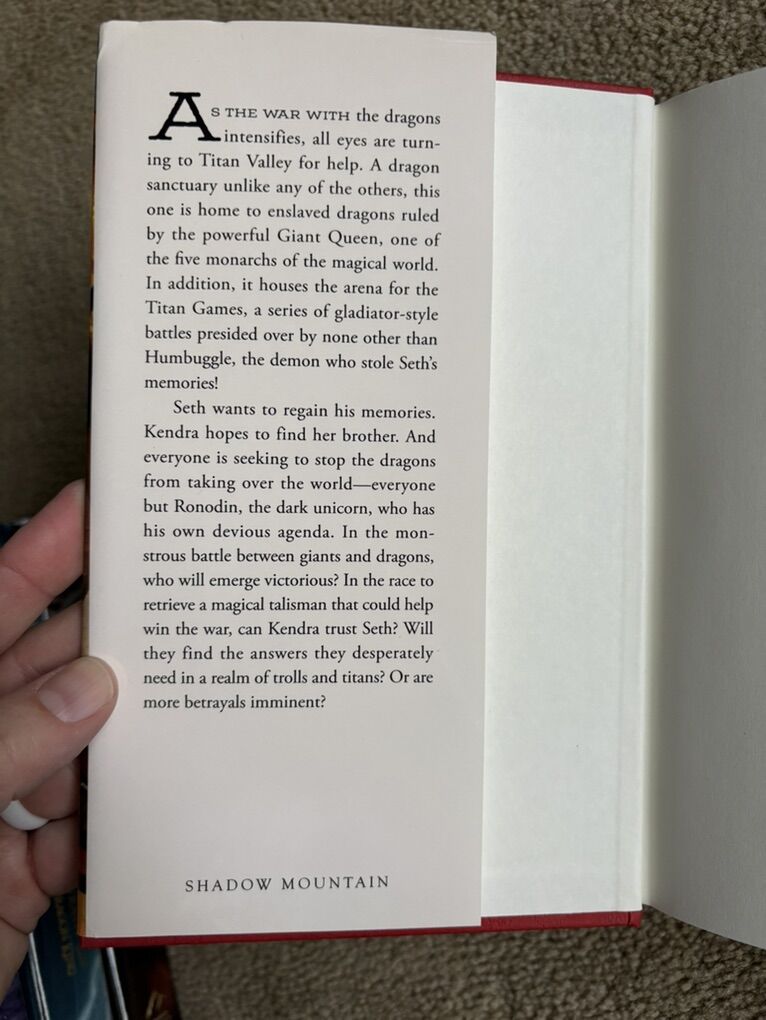 AS THE WAR WITH the dragons
intensifies, all eyes are turn-
ing to Titan Valley for help. A dragon
sanctuary unlike any of the others, this
one is home to enslaved dragons ruled
by the powerful Giant Queen, one of
the five monarchs of the magical world.
In addition, it houses the arena for the
Titan Games, a series of gladiator-style
battles presided over by none other than
Humbuggle, the demon who stole Seth's
memories!
Seth wants to regain his memories.
Kendra hopes to find her brother. And
everyone is seeking to stop the dragons
from taking over the world—everyone
but Ronodin, the dark unicorn, who has
his own devious agenda. In the mon-
strous battle between giants and dragons,
who will emerge victorious? In the race to
retrieve a magical talisman that could help
win the war, can Kendra trust Seth? Will
they find the answers they desperately
need in a realm of trolls and titans? Or are
more betrayals imminent?
SHADOW MOUNTAIN